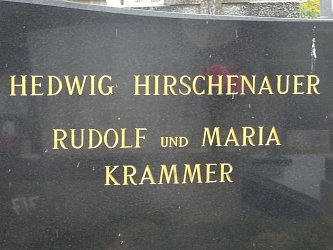 HEDWIG HIRSCHENAUER
RUDOLF UND MARIA
KRAMMER